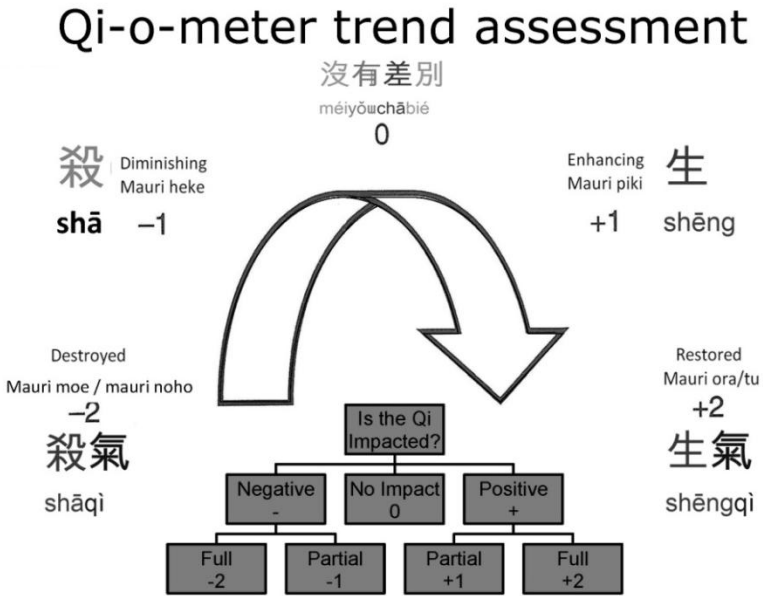 Qi-o-meter trend assessment
沒有差別
méiyǒuchābié
0
殺
Diminishing
Mauri heke
shā
–1
Enhancing
Mauri piki
生
+1
shēng
Destroyed
Mauri moe / mauri noho
–2
殺氣
shāqì
Restored
Mauri ora/tu
+2
生氣
shēngqì
Is the Qi
Impacted?
Negative
-
No Impact
0
Positive
+
Full
-2
Partial
-1
Partial
+1
Full
+2